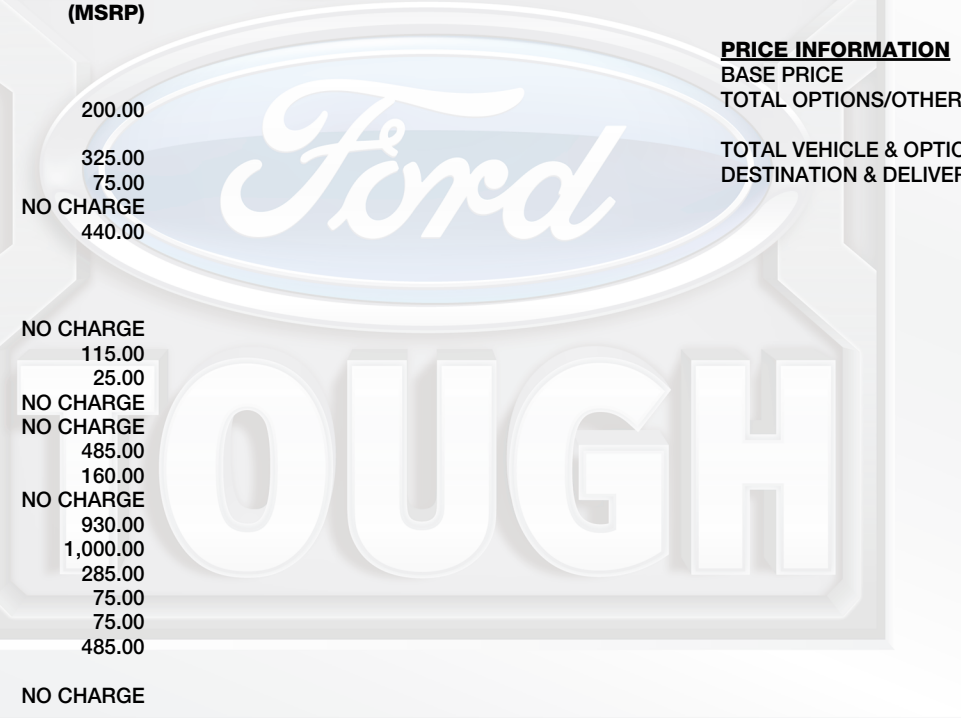 (MSRP)
200.00
325.00
75.00
NO CHARGE
440.00
NO CHARGE
115.00
25.00
NO CHARGE
NO CHARGE
485.00
160.00
NO CHARGE
930.00
1,000.00
285.00
75.00
75.00
485.00
NO CHARGE
PRICE INFORMATION
BASE PRICE
TOTAL OPTIONS/OTHER
TOTAL VEHICLE & OPTIO
DESTINATION & DELIVER
Ford
TOUGH